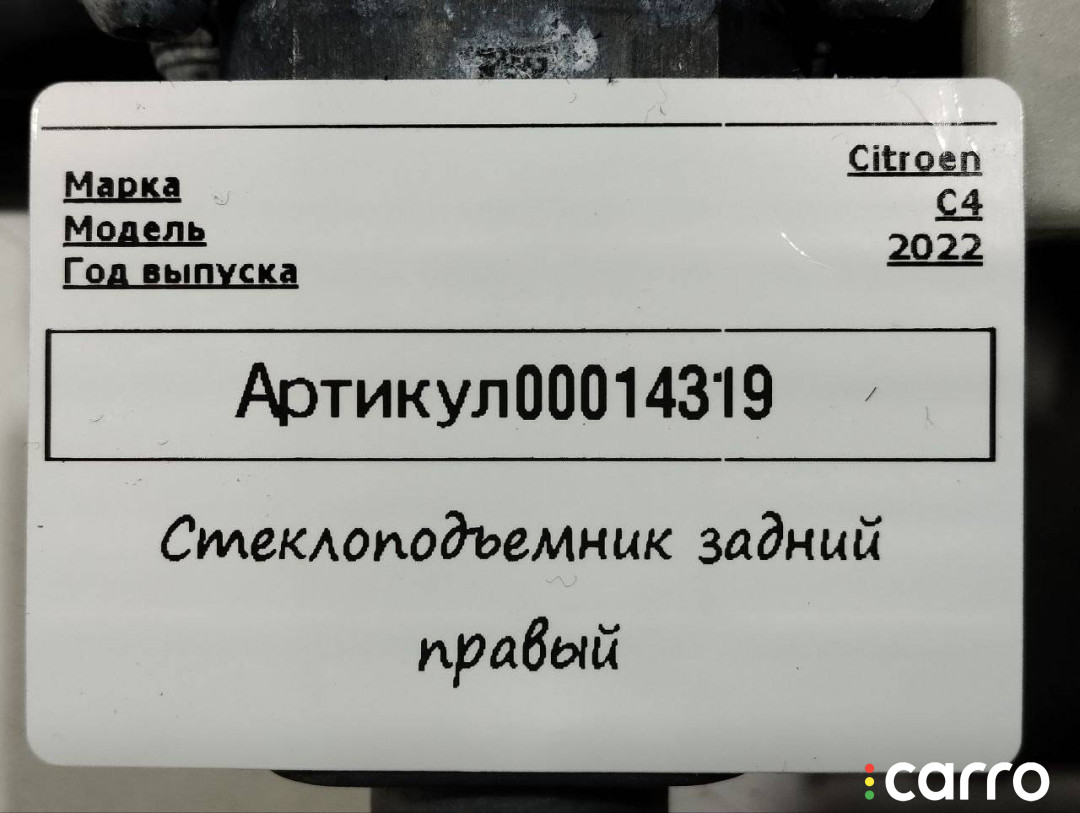 Марка Citroen
Модель C4
Год выпуска 2022
Артикул00014319
Стеклоподъемник задний
правый
carro